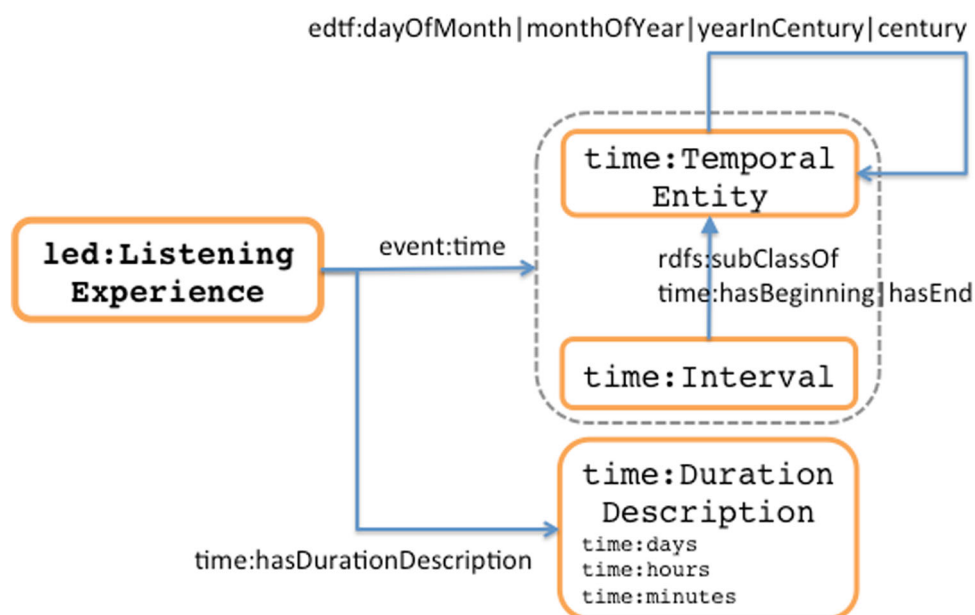 edtf:dayOfMonth|monthOfYear|yearInCentury|century
time:Temporal
Entity
led:Listening
Experience
event:time
rdfs:subClassOf
time:hasBeginning|hasEnd
time:Interval
time:Duration
Description
time:days
time:hours
time:minutes
time:hasDurationDescription